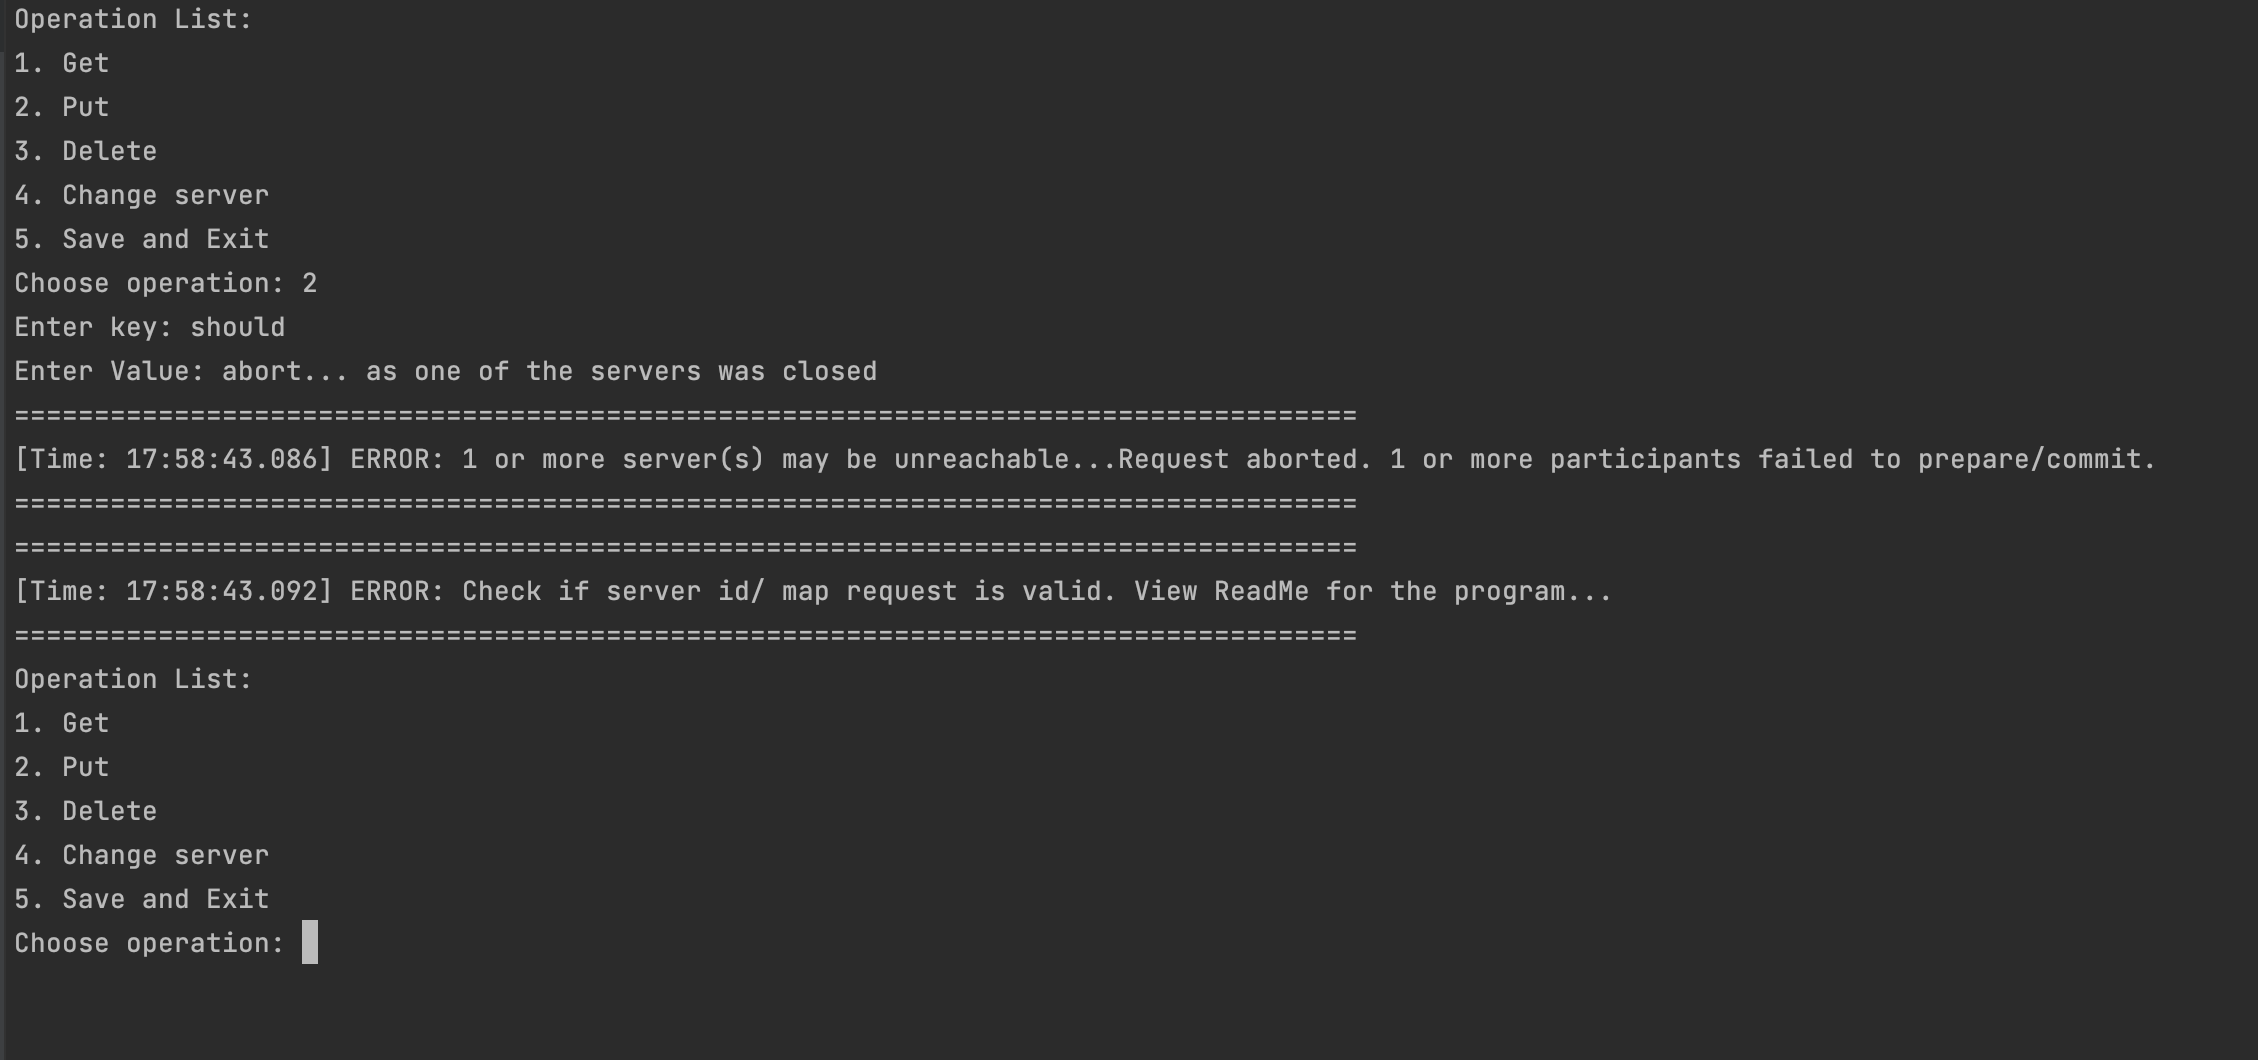 Operation List:
1. Get
2. Put
3. Delete
4. Change server
5. Save and Exit
Choose operation: 2
Enter key: should
Enter Value: abort... as one of the servers was closed
====================================================================================
[Time: 17:58:43.086] ERROR: 1 or more server(s) may be unreachable...Request aborted. 1 or more participants failed to prepare/commit.
====================================================================================
====================================================================================
[Time: 17:58:43.092] ERROR: Check if server id/ map request is valid. View ReadMe for the program...
====================================================================================
Operation List:
1. Get
2. Put
3. Delete
4. Change server
5. Save and Exit
Choose operation: